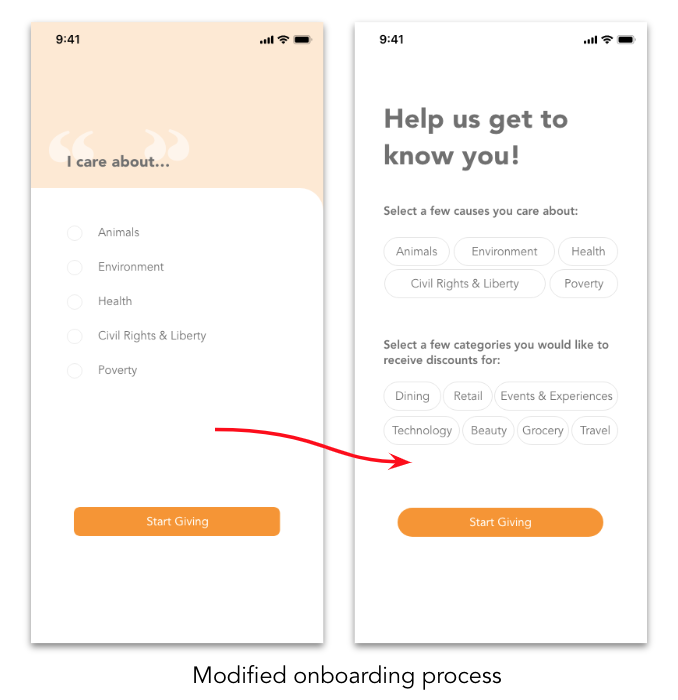 9:41
“ ”
I care about...
Animals
Environment
Health
Civil Rights & Liberty
Poverty
Start Giving
9:41
Help us get to
know you!
Select a few causes you care about:
Animals Environment Health
Civil Rights & Liberty Poverty
Select a few categories you would like to
receive discounts for:
Dining Retail Events & Experiences
Technology Beauty Grocery Travel
Start Giving
Modified onboarding process